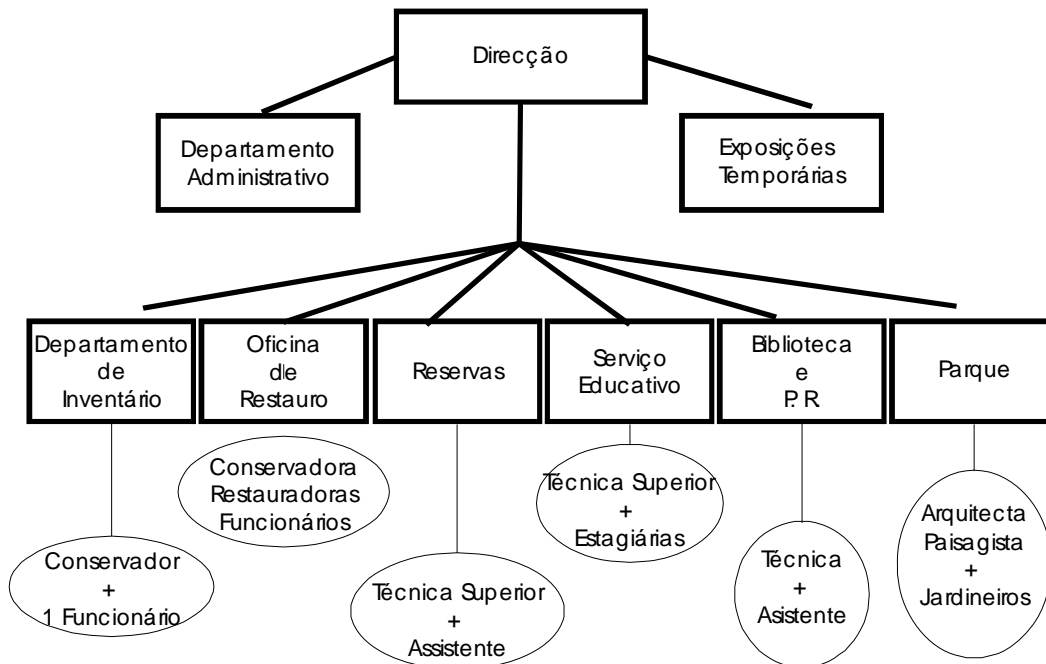 Direcção
Departamento
Administrativo
Exposições
Temporárias
Departamento
de
Inventário
Oficina
de
Restauro
Reservas
Serviço
Educativo
Biblioteca
e
P. R.
Parque
Conservador
+
1 Funcionário
Conservadora
Restauradoras
Funcionários
Técnica Superior
+
Assistente
Técnica Superior
+
Estagiárias
Técnica
+
Asistente
Arquitecta
Paisagista
+
Jardineiros